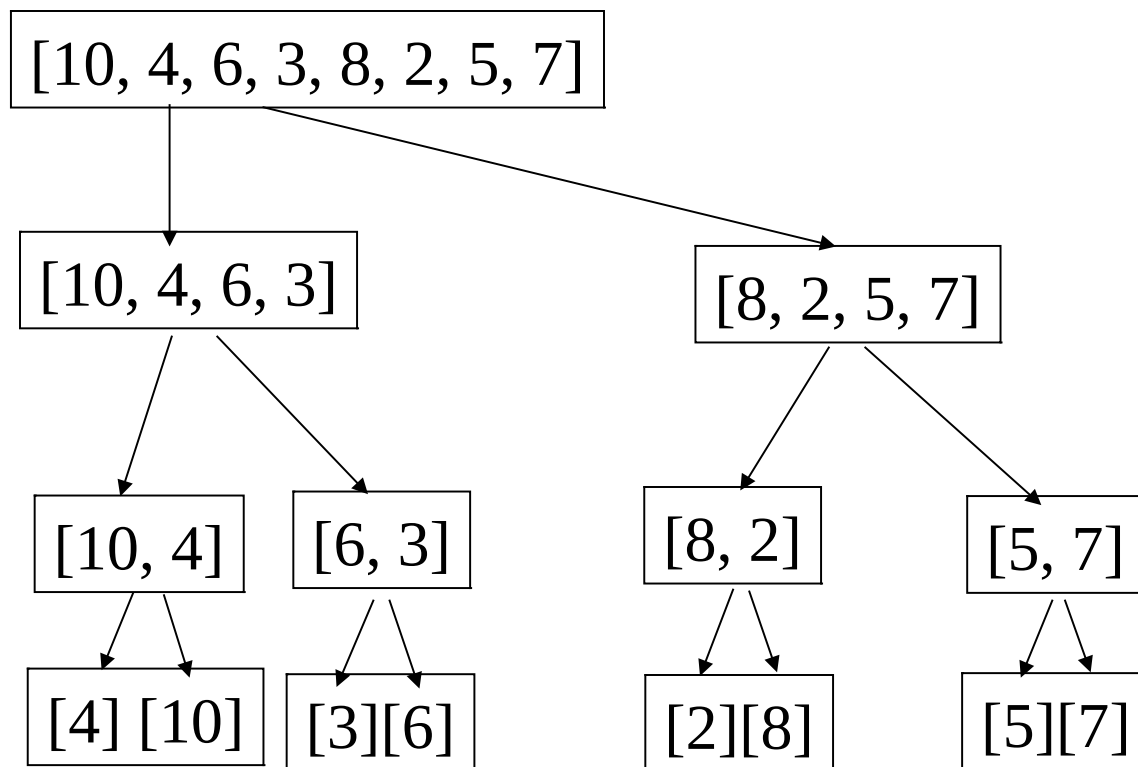 [10, 4, 6, 3, 8, 2, 5, 7]
[10, 4, 6, 3]
[8, 2, 5, 7]
[10, 4]
[6, 3]
[8, 2]
[5, 7]
[4] [10]
[3][6]
[2][8]
[5][7]